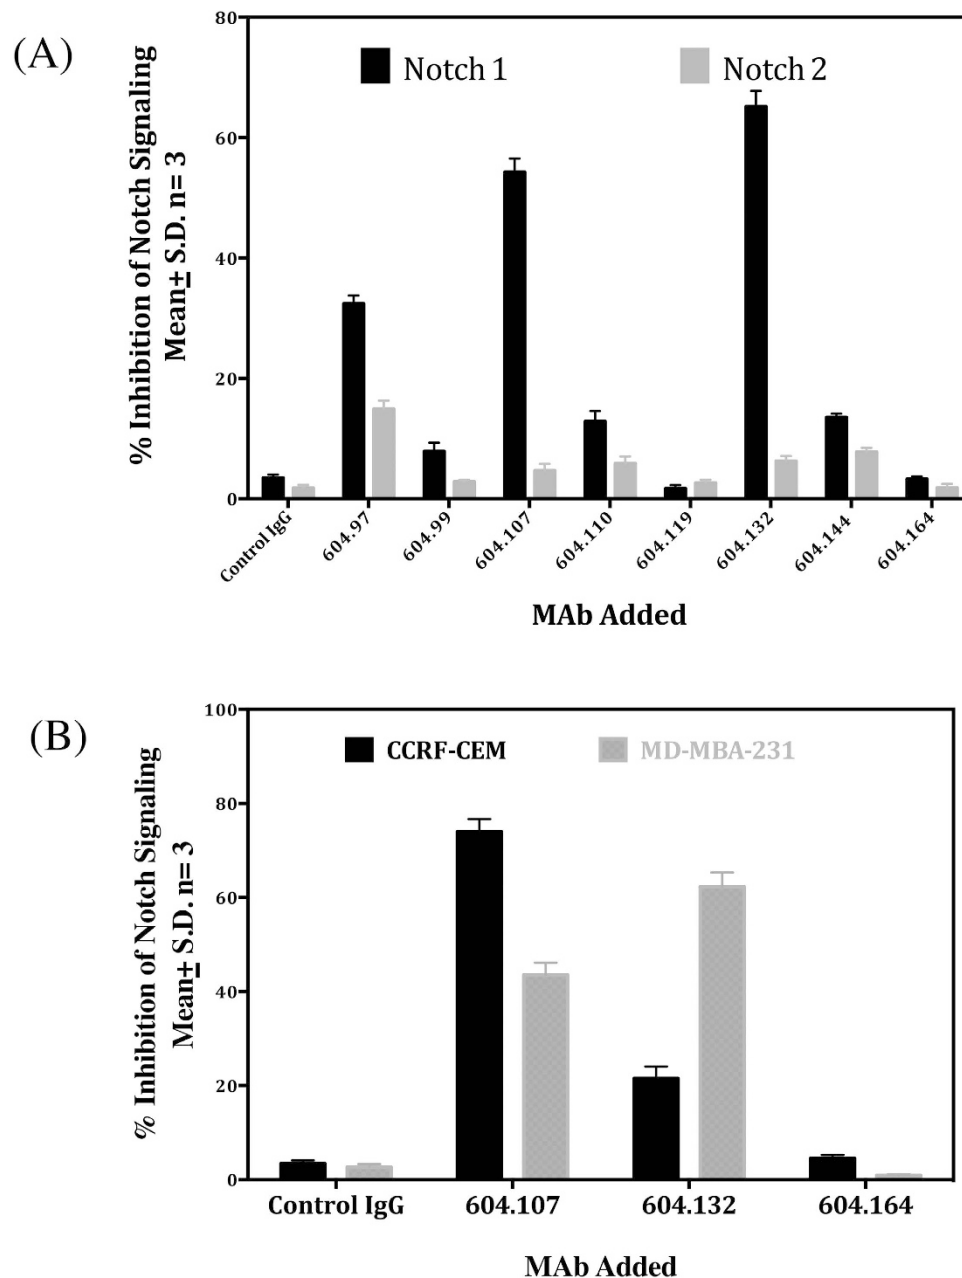 (A)
80
60
40
20
0
% Inhibition of Notch Signaling
Mean± S.D. n= 3
Notch 1
Notch 2
Control IgG
604.97
604.99
604.107
604.110
604.119
604.132
604.144
604.164
MAb Added
(B)
100
80
60
40
20
0
% Inhibition of Notch Signaling
Mean± S.D. n= 3
CCRF-CEM
MD-MBA-231
Control IgG
604.107
604.132
604.164
MAb Added